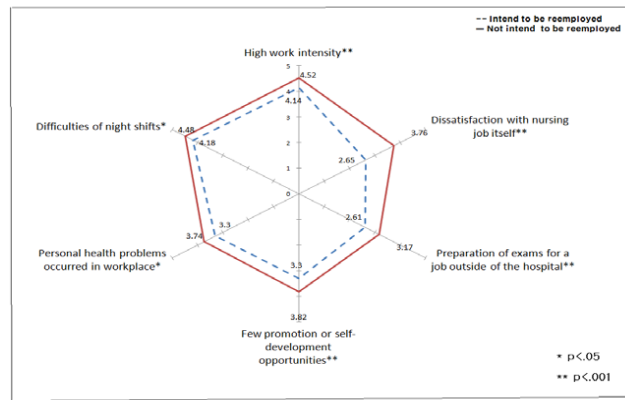 Intend to be reemployed
Not intend to be reemployed
High work intensity**
5
4.52
4
4.14
3
2
1
0
Dissatisfaction with nursing
job itself**
3.76
2.65
Difficulties of night shifts*
4.48
4.18
Personal health problems
occurred in workplace*
3.74
3.3
2.61
3.17
Preparation of exams for a
job outside of the hospital**
3.3
3.82
Few promotion or self-
development
opportunities**
* p<.05
** p<.001